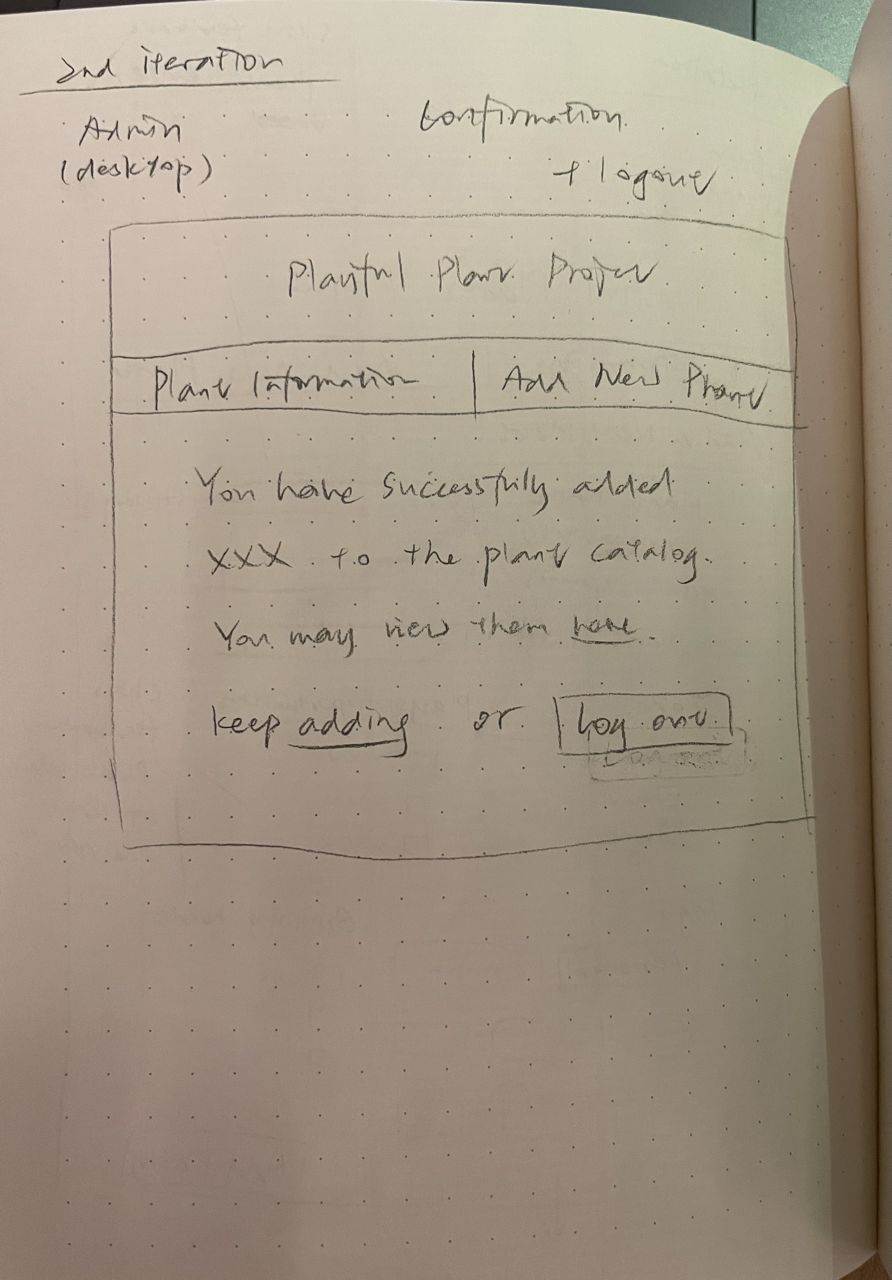 2nd iteration
Admin
(desktop)
Confirmation
+ logout
Playful Plant Project
Plant Information | Add New Plant
You have successfully added
XXX to the plant catalog.
You may view them here.
keep adding or Log out